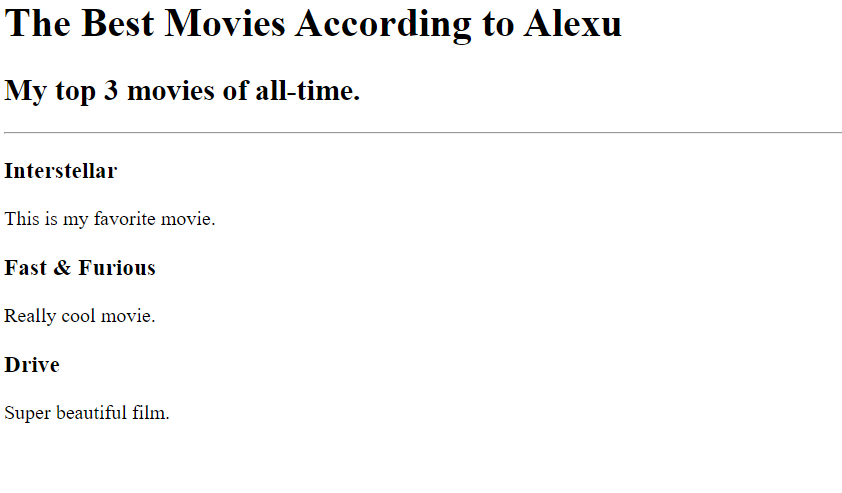 The Best Movies According to Alexu
My top 3 movies of all-time.
Interstellar
This is my favorite movie.
Fast & Furious
Really cool movie.
Drive
Super beautiful film.